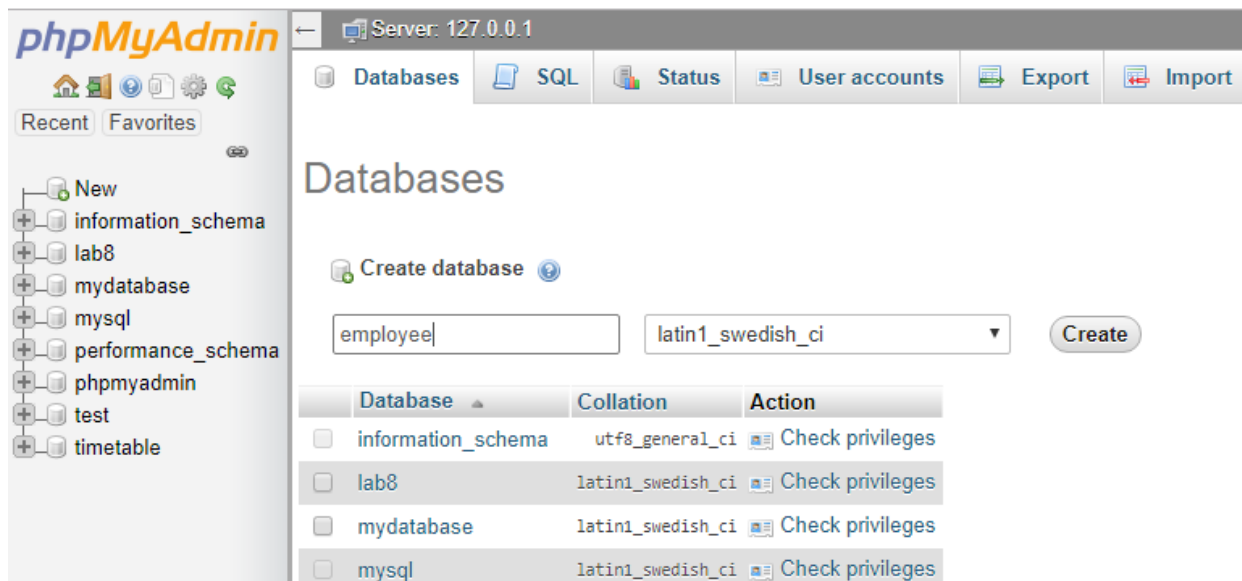 phpMyAdmin
Recent Favorites
New
information_schema
lab8
mydatabase
mysql
performance_schema
phpmyadmin
test
timetable
Server: 127.0.0.1
Databases SQL Status User accounts Export Import
Databases
Create database
employee latin1_swedish_ci Create
Database Collation Action
information_schema utf8_general_ci Check privileges
lab8 latin1_swedish_ci Check privileges
mydatabase latin1_swedish_ci Check privileges
mysql latin1_swedish_ci Check privileges